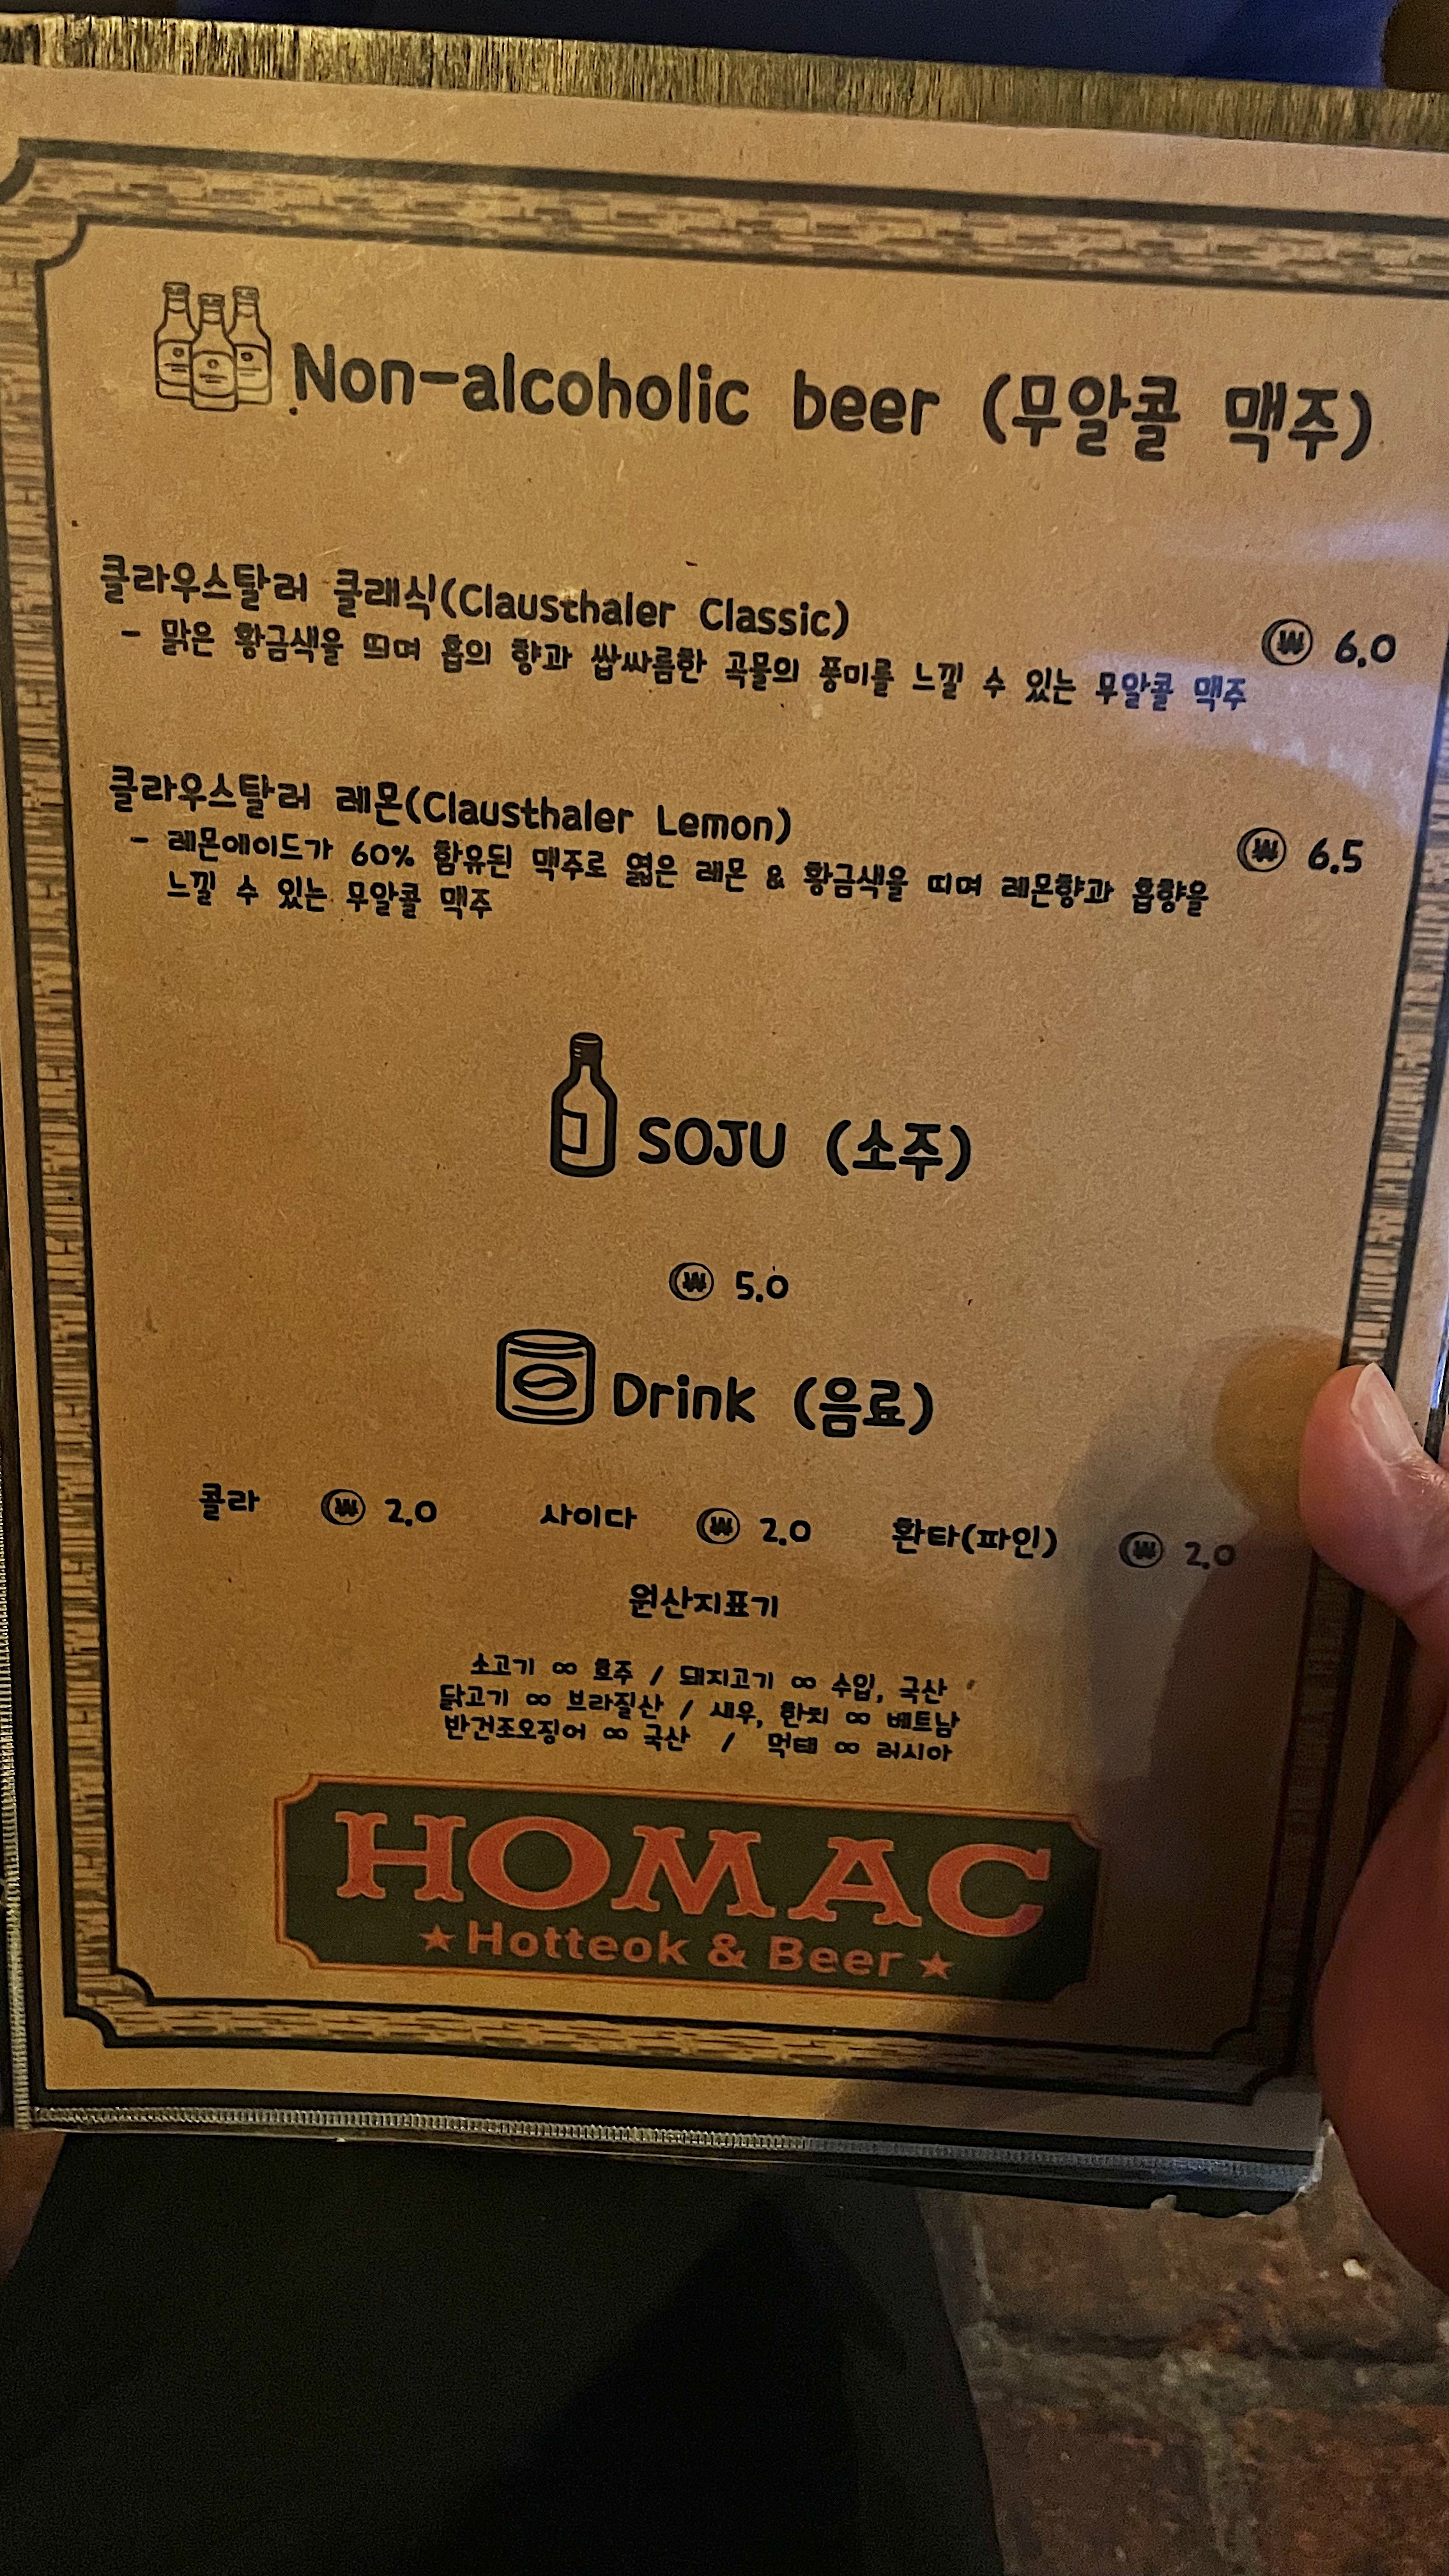 Non-alcoholic beer (무알콜 맥주)
클라우스탈러 클래식(Clausthaler Classic)
₩ 6.0
- 맑은 황금색을 띄며 홉의 향과 쌉싸름한 곡물의 풍미를 느낄 수 있는 무알콜 맥주
클라우스탈러 레몬(Clausthaler Lemon)
₩ 6.5
- 레몬에이드가 60% 함유된 맥주로 엷은 레몬 & 황금색을 띠며 레몬향과 홉향을
느낄 수 있는 무알콜 맥주
SOJU (소주)
₩ 5.0
Drink (음료)
콜라 ₩ 2.0 사이다 ₩ 2.0 환타(파인) ₩ 2.0
원산지표기
소고기 ∞ 호주 / 돼지고기 ∞ 수입, 국산
닭고기 ∞ 브라질산 / 새우, 한치 ∞ 베트남
반건조오징어 ∞ 국산 / 먹태 ∞ 러시아
HOMAC
★ Hotteok & Beer ★